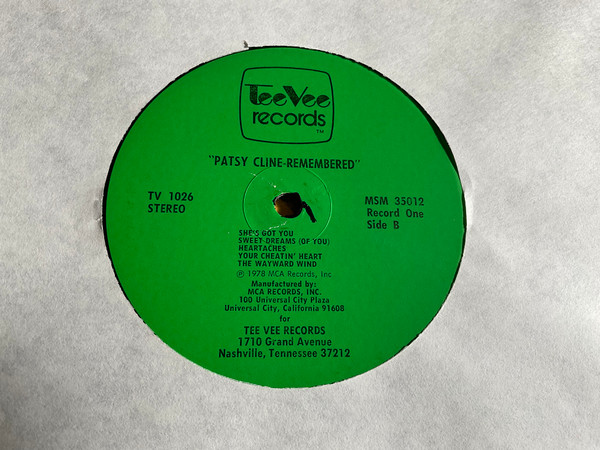 TeeVee
records
TM
"PATSY CLINE-REMEMBERED"
TV 1026
STEREO
MSM 35012
Record One
Side B
SHE'S GOT YOU
SWEET DREAMS (OF YOU)
HEARTACHES
YOUR CHEATIN' HEART
THE WAYWARD WIND
℗ 1978 MCA Records, Inc.
Manufactured by:
MCA RECORDS, INC.
100 Universal City Plaza
Universal City, California 91608
for
TEE VEE RECORDS
1710 Grand Avenue
Nashville, Tennessee 37212